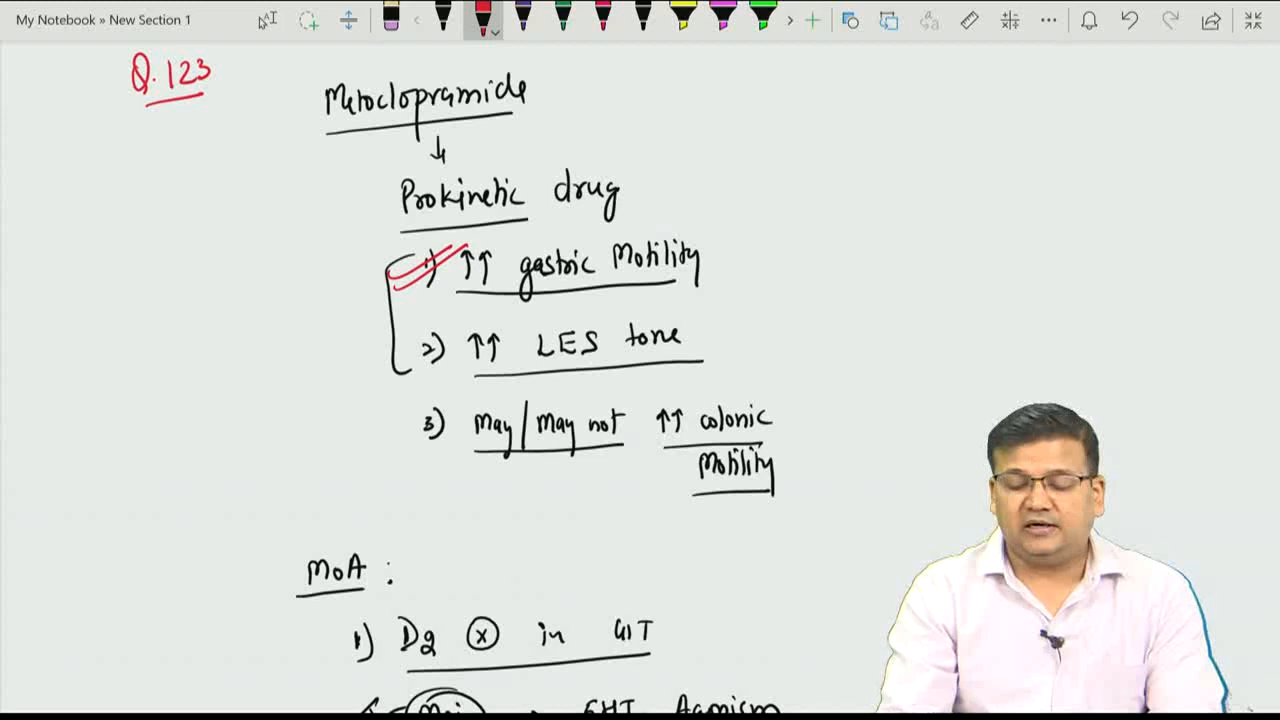 My Notebook » New Section 1
Q.123
Metoclopramide
↓
Prokinetic drug
1) ↑↑ gastric Motility
2) ↑↑ LES tone
3) May/May not ↑↑ colonic
Motility
MoA :
1) D2 ⓧ in GIT
5HT Agonism